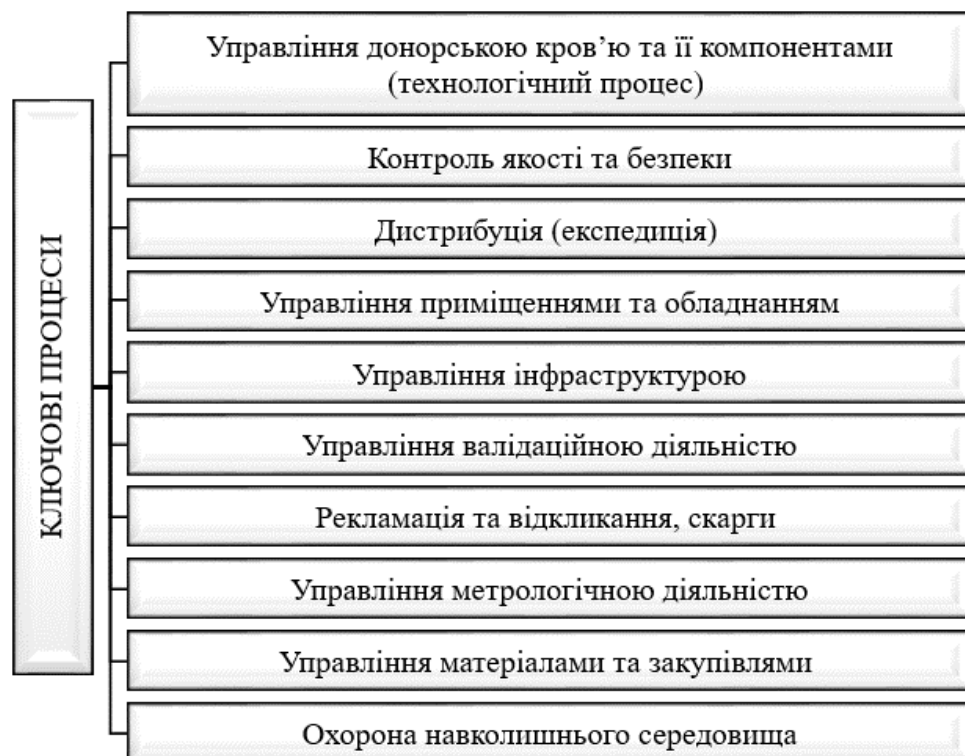 КЛЮЧОВІ ПРОЦЕСИ
Управління донорською кров’ю та її компонентами
(технологічний процес)
Контроль якості та безпеки
Дистрибуція (експедиція)
Управління приміщеннями та обладнанням
Управління інфраструктурою
Управління валідаційною діяльністю
Рекламація та відкликання, скарги
Управління метрологічною діяльністю
Управління матеріалами та закупівлями
Охорона навколишнього середовища